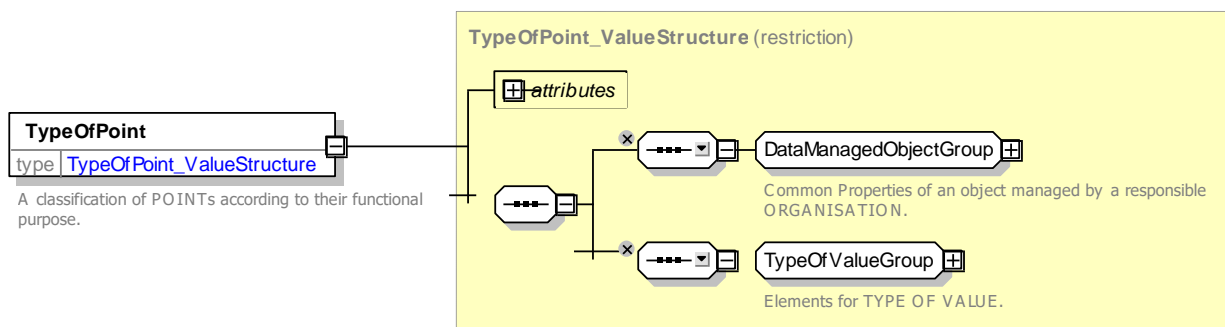 TypeOfPoint_ValueStructure (restriction)
attributes
TypeOfPoint
type TypeOfPoint_ValueStructure
A classification of POINTs according to their functional
purpose.
DataManagedObjectGroup
Common Properties of an object managed by a responsible
ORGANISATION.
TypeOfValueGroup
Elements for TYPE OF VALUE.